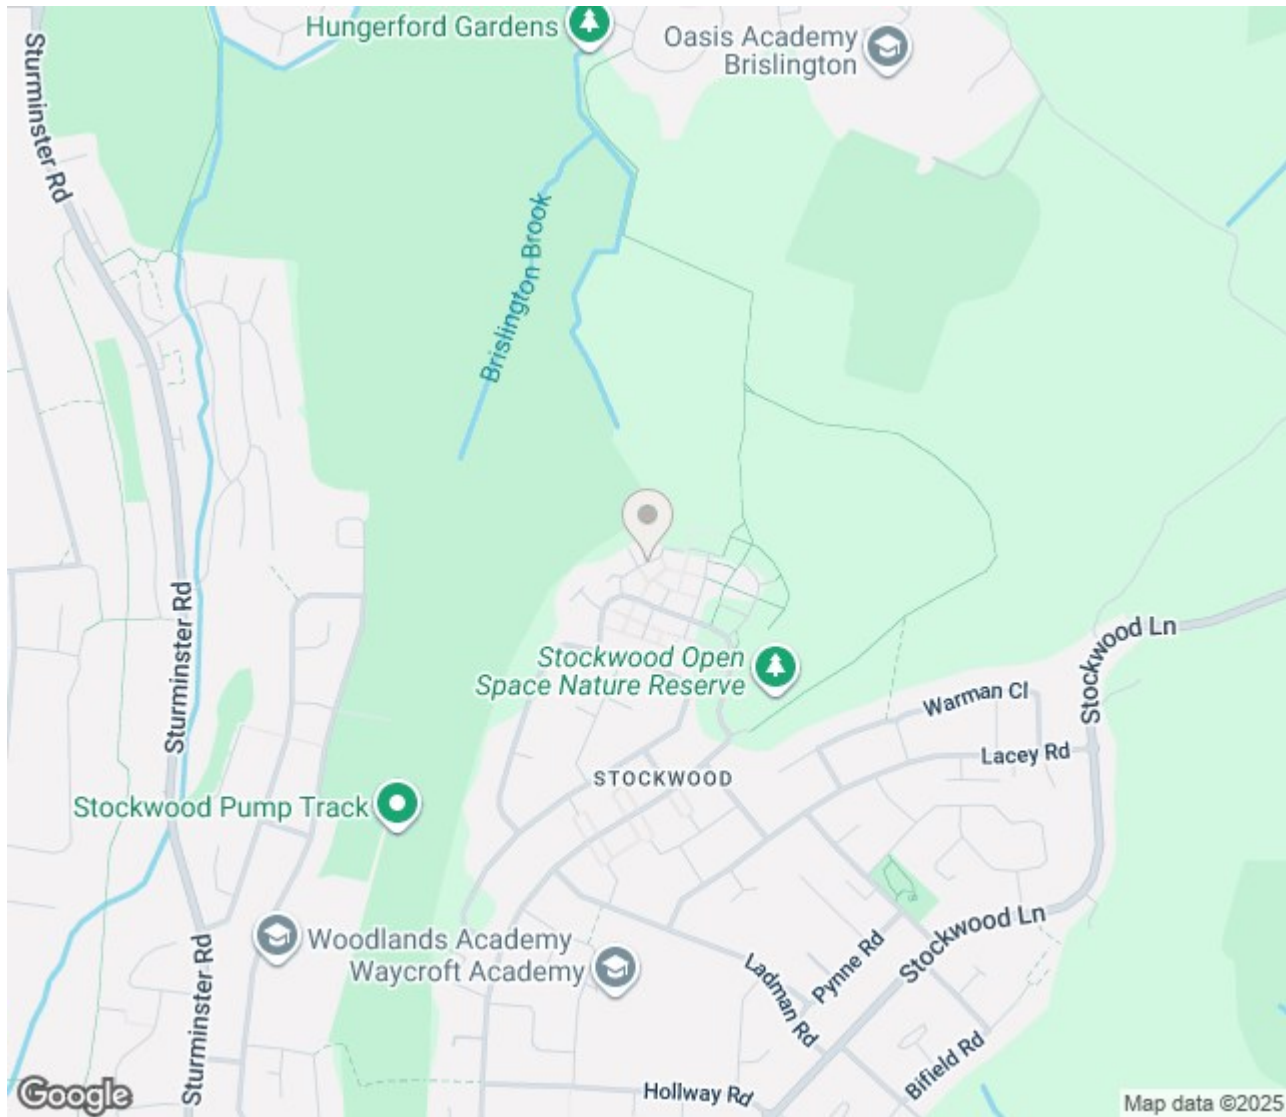 Hungerford Gardens
Oasis Academy
Brislington
Sturminster Rd
Brislington Brook
Sturminster Rd
Stockwood Open
Space Nature Reserve
Stockwood Ln
Warman Cl
Lacey Rd
STOCKWOOD
Stockwood Pump Track
Woodlands Academy
Waycroft Academy
Stockwood Ln
Pynne Rd
Ladman Rd
Sturminster Rd
Bifield Rd
Hollway Rd
Google
Map data ©2025